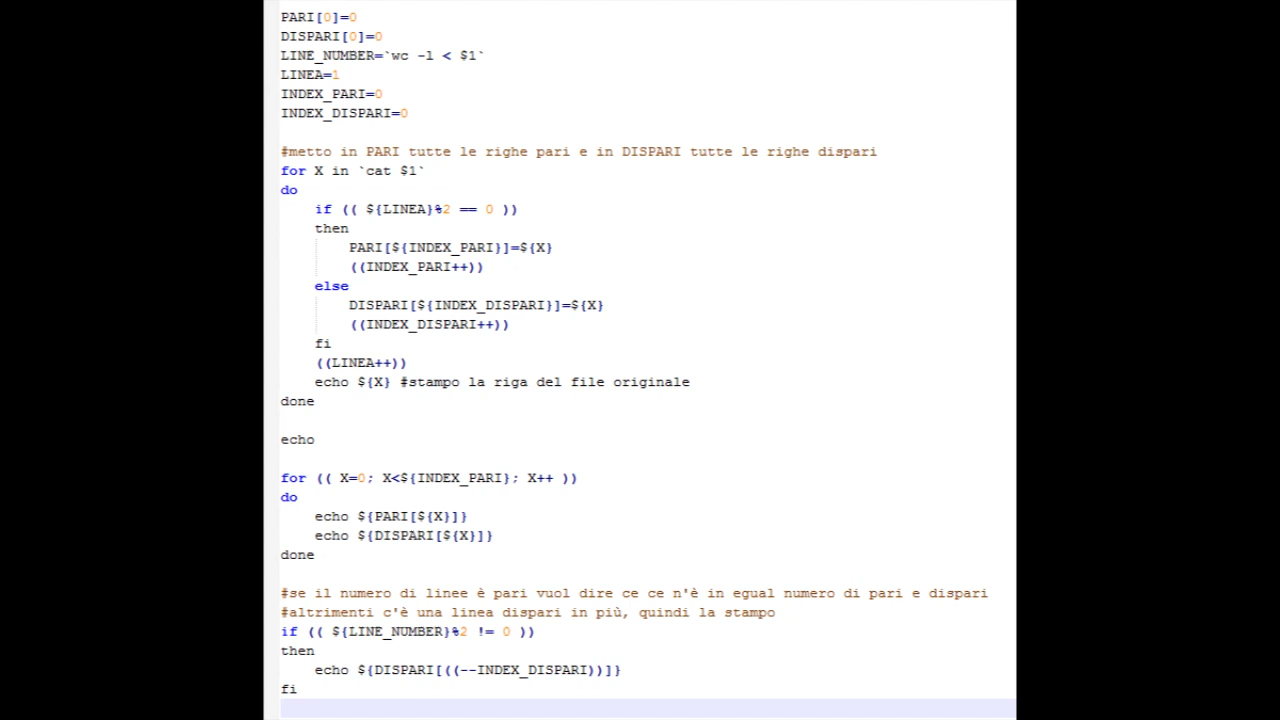 PARI[0]=0
DISPARI[0]=0
LINE_NUMBER=`wc -l < $1`
LINEA=1
INDEX_PARI=0
INDEX_DISPARI=0
#metto in PARI tutte le righe pari e in DISPARI tutte le righe dispari
for X in `cat $1`
do
if (( ${LINEA}%2 == 0 ))
then
PARI[${INDEX_PARI}]=${X}
((INDEX_PARI++))
else
DISPARI[${INDEX_DISPARI}]=${X}
((INDEX_DISPARI++))
fi
((LINEA++))
echo ${X} #stampo la riga del file originale
done
echo
for (( X=0; X<${INDEX_PARI}; X++ ))
do
echo ${PARI[${X}]}
echo ${DISPARI[${X}]}
done
#se il numero di linee è pari vuol dire ce ce n'è in egual numero di pari e dispari
#altrimenti c'è una linea dispari in più, quindi la stampo
if (( ${LINE_NUMBER}%2 != 0 ))
then
echo ${DISPARI[((--INDEX_DISPARI))]}
fi